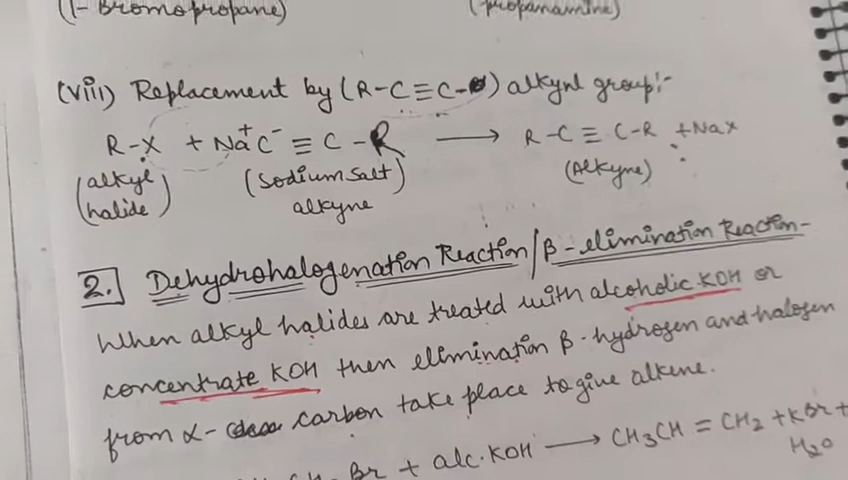 (1-Bromopropane) (propanamine)
(viii) Replacement by (R-C≡C-) alkynl group:-
R-X + Na⁺C⁻≡C-R ⟶ R-C≡C-R + NaX
(alkyl halide) (Sodium salt) alkyne (Alkyne)
2. Dehydrohalogenation Reaction/β-elimination Reaction-
When alkyl halides are treated with alcoholic KOH or
concentrate KOH then elimination β-hydrogen and halogen
from α- carbon take place to give alkene.
Br + alc.KOH ⟶ CH₃CH=CH₂ + KBr +
H₂O